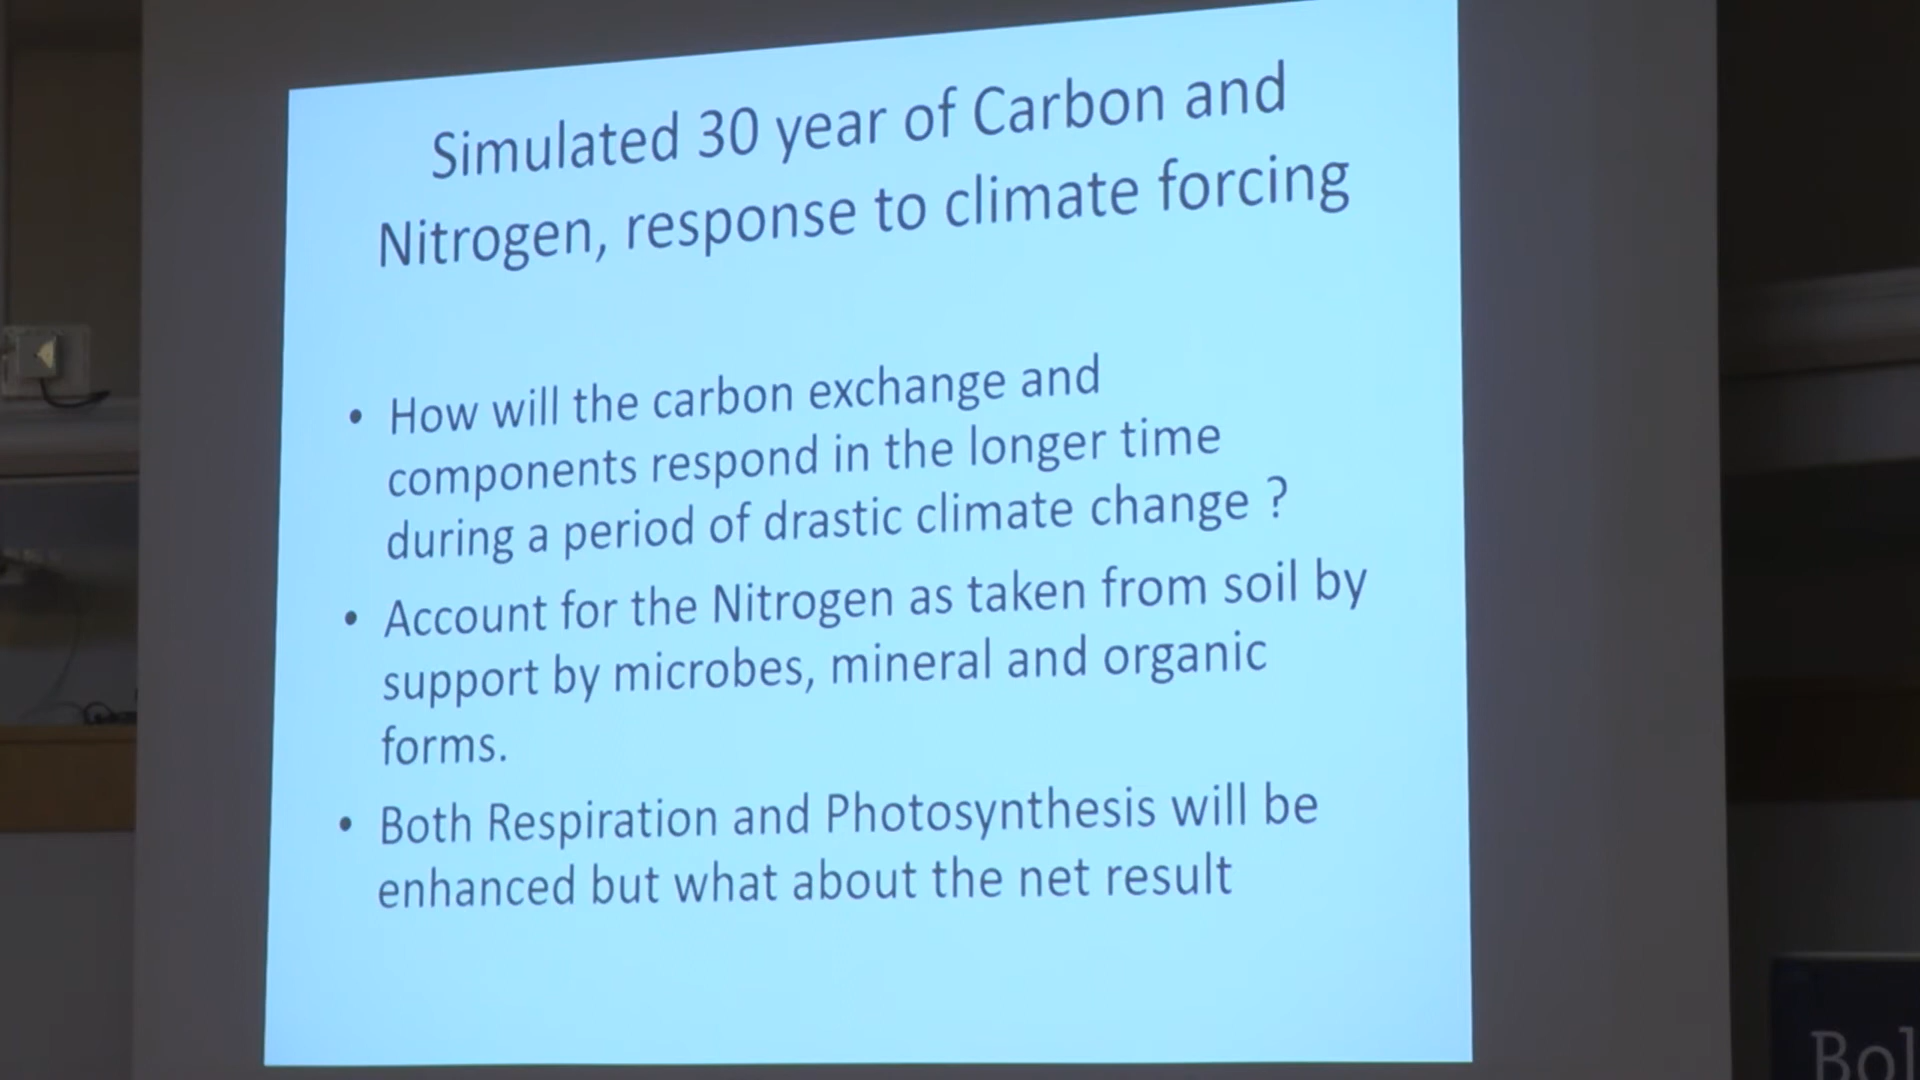 Simulated 30 year of Carbon and
Nitrogen, response to climate forcing
• How will the carbon exchange and
components respond in the longer time
during a period of drastic climate change ?
• Account for the Nitrogen as taken from soil by
support by microbes, mineral and organic
forms.
• Both Respiration and Photosynthesis will be
enhanced but what about the net result